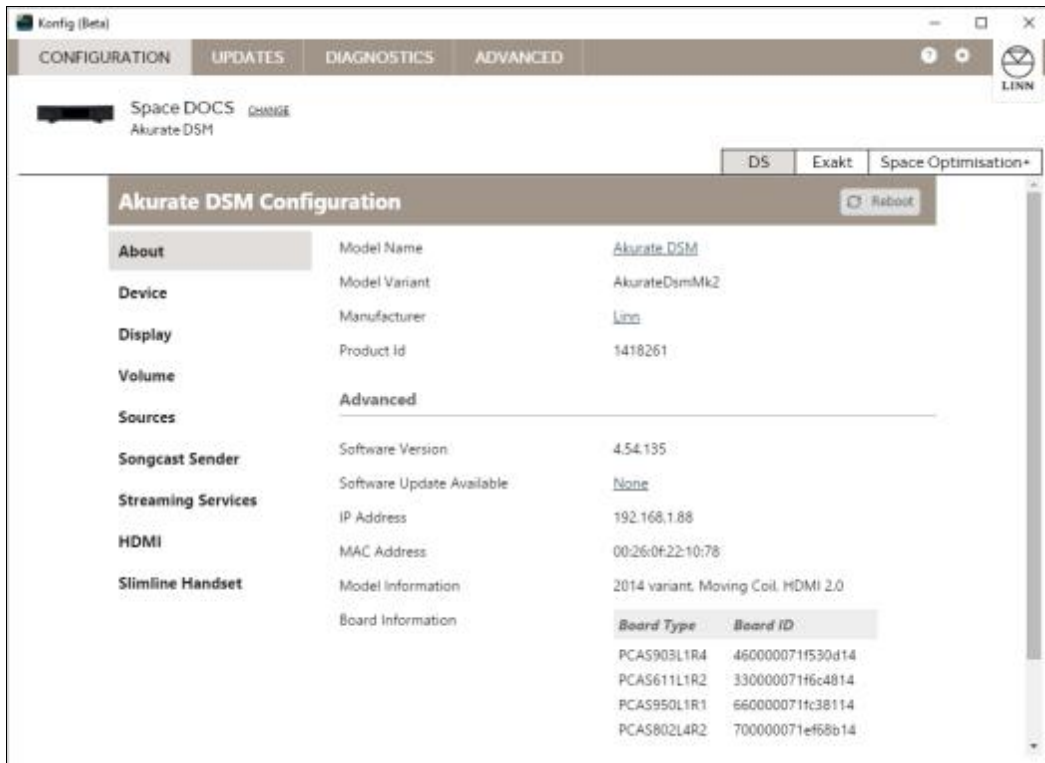 Konfig (Beta)
CONFIGURATION UPDATES DIAGNOSTICS ADVANCED
LINN
Space DOCS CHANGE
Akurate DSM
DS Exakt Space Optimisation+
Akurate DSM Configuration Reboot
About
Device
Display
Volume
Sources
Songcast Sender
Streaming Services
HDMI
Slimline Handset
Model Name Akurate DSM
Model Variant AkurateDsmMk2
Manufacturer Linn
Product Id 1418261
Advanced
Software Version 4.54.135
Software Update Available None
IP Address 192.168.1.88
MAC Address 00:26:0f:22:10:78
Model Information 2014 variant, Moving Coil, HDMI 2.0
Board Information
Board Type Board ID
PCAS903L1R4 460000071f530d14
PCAS611L1R2 330000071f6c4814
PCAS950L1R1 660000071fc38114
PCAS802L4R2 700000071ef68b14